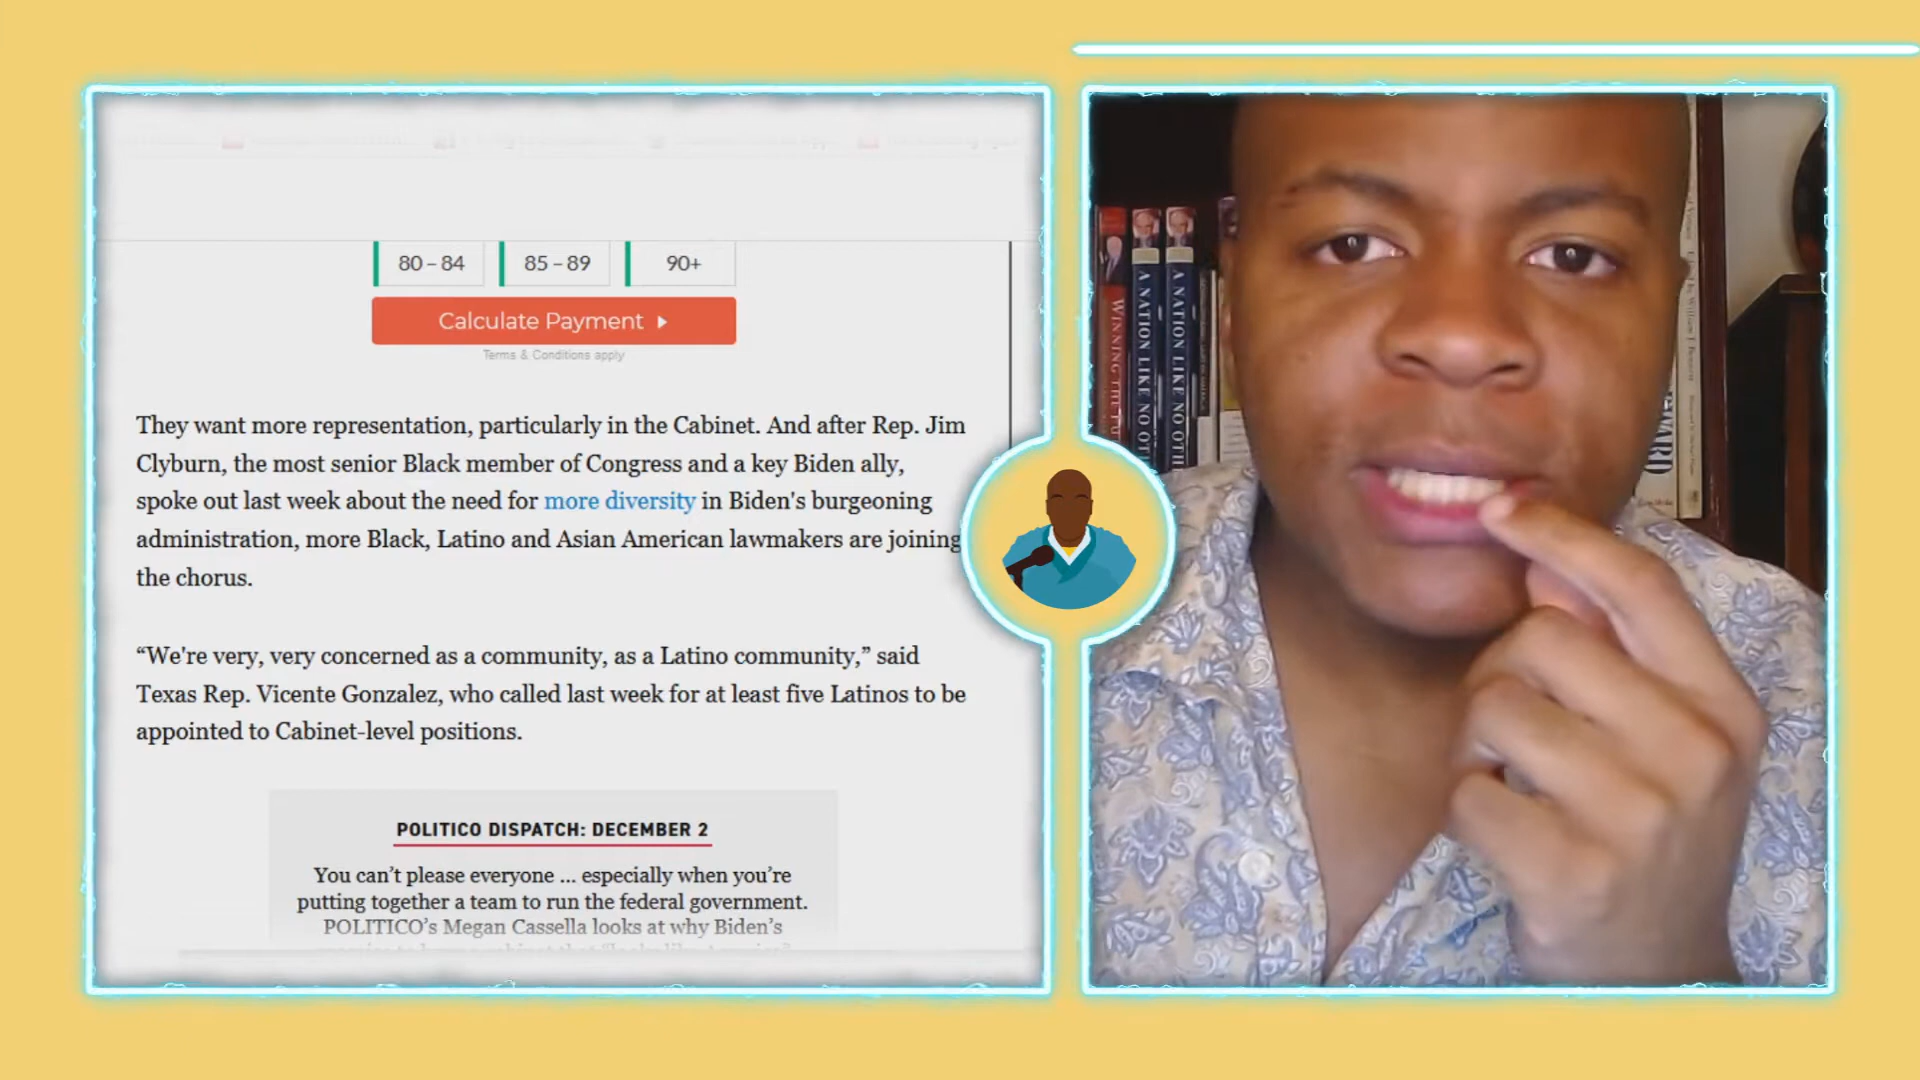 80 – 84
85 – 89
90+
Calculate Payment
Terms & Conditions apply
They want more representation, particularly in the Cabinet. And after Rep. Jim
Clyburn, the most senior Black member of Congress and a key Biden ally,
spoke out last week about the need for more diversity in Biden's burgeoning
administration, more Black, Latino and Asian American lawmakers are joining
the chorus.
“We're very, very concerned as a community, as a Latino community,” said
Texas Rep. Vicente Gonzalez, who called last week for at least five Latinos to be
appointed to Cabinet-level positions.
POLITICO DISPATCH: DECEMBER 2
You can’t please everyone ... especially when you’re
putting together a team to run the federal government.
POLITICO’s Megan Cassella looks at why Biden’s
WINNING
A NATION LIKE NO OTH
A NATION LIKE NO OT